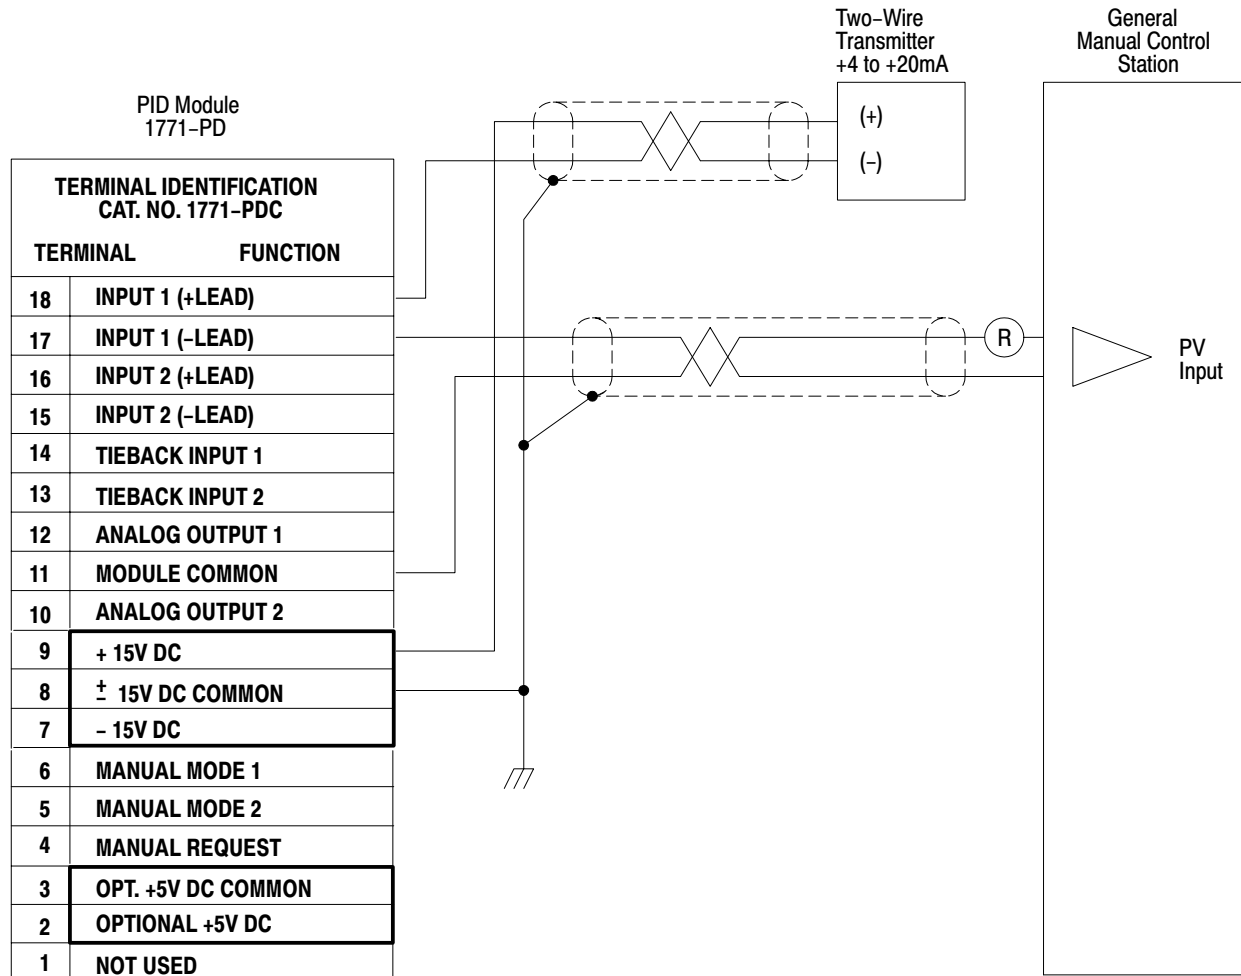 Two-Wire
Transmitter
+4 to +20mA
General
Manual Control
Station
PID Module
1771-PD
(+)
(-)
TERMINAL IDENTIFICATION
CAT. NO. 1771-PDC
TERMINAL FUNCTION
18 INPUT 1 (+LEAD)
17 INPUT 1 (-LEAD)
16 INPUT 2 (+LEAD)
15 INPUT 2 (-LEAD)
14 TIEBACK INPUT 1
13 TIEBACK INPUT 2
12 ANALOG OUTPUT 1
11 MODULE COMMON
10 ANALOG OUTPUT 2
9 + 15V DC
8 ± 15V DC COMMON
7 - 15V DC
6 MANUAL MODE 1
5 MANUAL MODE 2
4 MANUAL REQUEST
3 OPT. +5V DC COMMON
2 OPTIONAL +5V DC
1 NOT USED
R
PV
Input